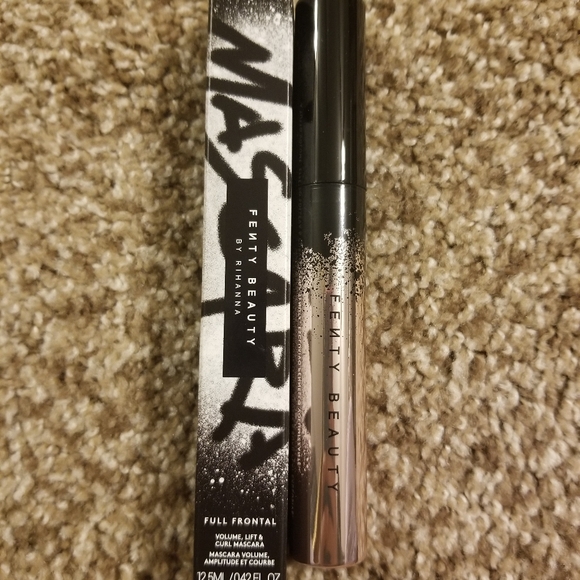 MASCARA
FENTY BEAUTY
BY RIHANNA
FULL FRONTAL
VOLUME, LIFT &
CURL MASCARA
MASCARA VOLUME,
AMPLITUDE ET COURBE
12.5ML / 0.42 FL. OZ
FENTY BEAUTY